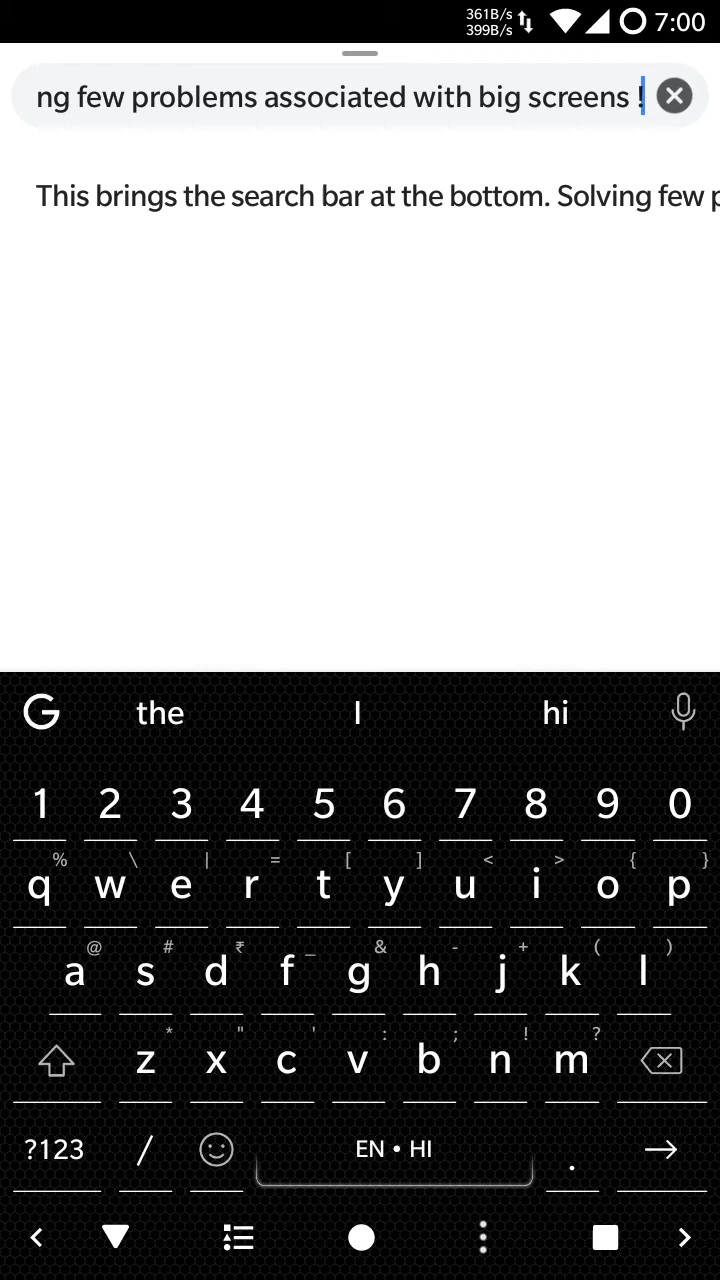 361B/s
399B/s
7:00
ng few problems associated with big screens !
This brings the search bar at the bottom. Solving few p
G the I hi
1 2 3 4 5 6 7 8 9 0
% \ | = [ ] < > { }
q w e r t y u i o p
@ # ₹ _ & - + ( )
a s d f g h j k l
* " ' : ; ! ?
z x c v b n m
?123 / EN • HI .